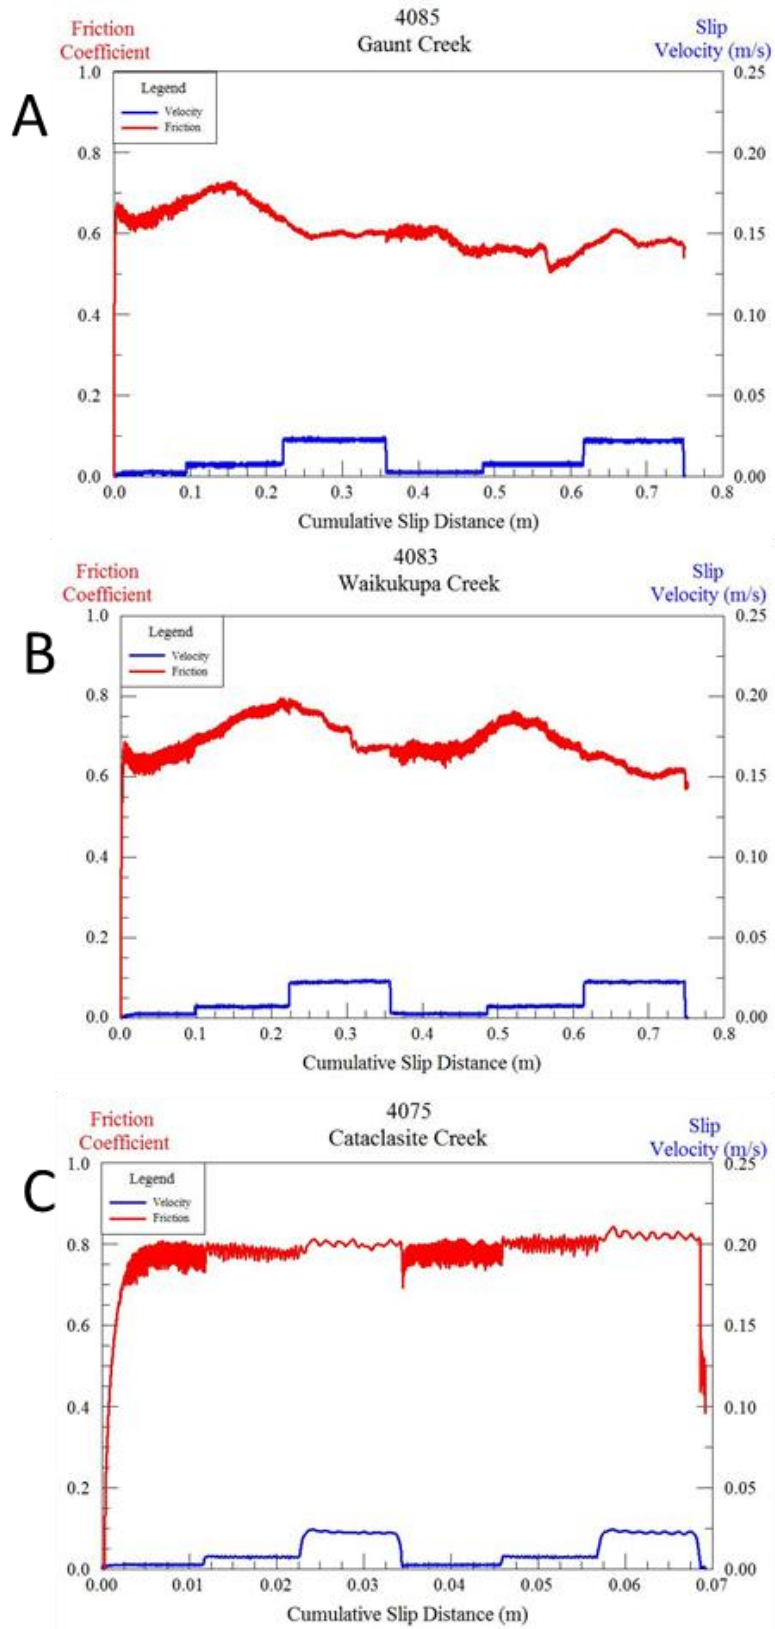 4085
Gaunt Creek
Friction
Coefficient
Slip
Velocity (m/s)
A
Legend
Velocity
Friction
1.0
0.8
0.6
0.4
0.2
0.0
0.25
0.20
0.15
0.10
0.05
0.00
0.0 0.1 0.2 0.3 0.4 0.5 0.6 0.7 0.8
Cumulative Slip Distance (m)
4083
Waikukupa Creek
Friction
Coefficient
Slip
Velocity (m/s)
B
Legend
Velocity
Friction
1.0
0.8
0.6
0.4
0.2
0.0
0.25
0.20
0.15
0.10
0.05
0.00
0.0 0.1 0.2 0.3 0.4 0.5 0.6 0.7 0.8
Cumulative Slip Distance (m)
4075
Cataclasite Creek
Friction
Coefficient
Slip
Velocity (m/s)
C
Legend
Velocity
Friction
1.0
0.8
0.6
0.4
0.2
0.0
0.25
0.20
0.15
0.10
0.05
0.00
0.00 0.01 0.02 0.03 0.04 0.05 0.06 0.07
Cumulative Slip Distance (m)